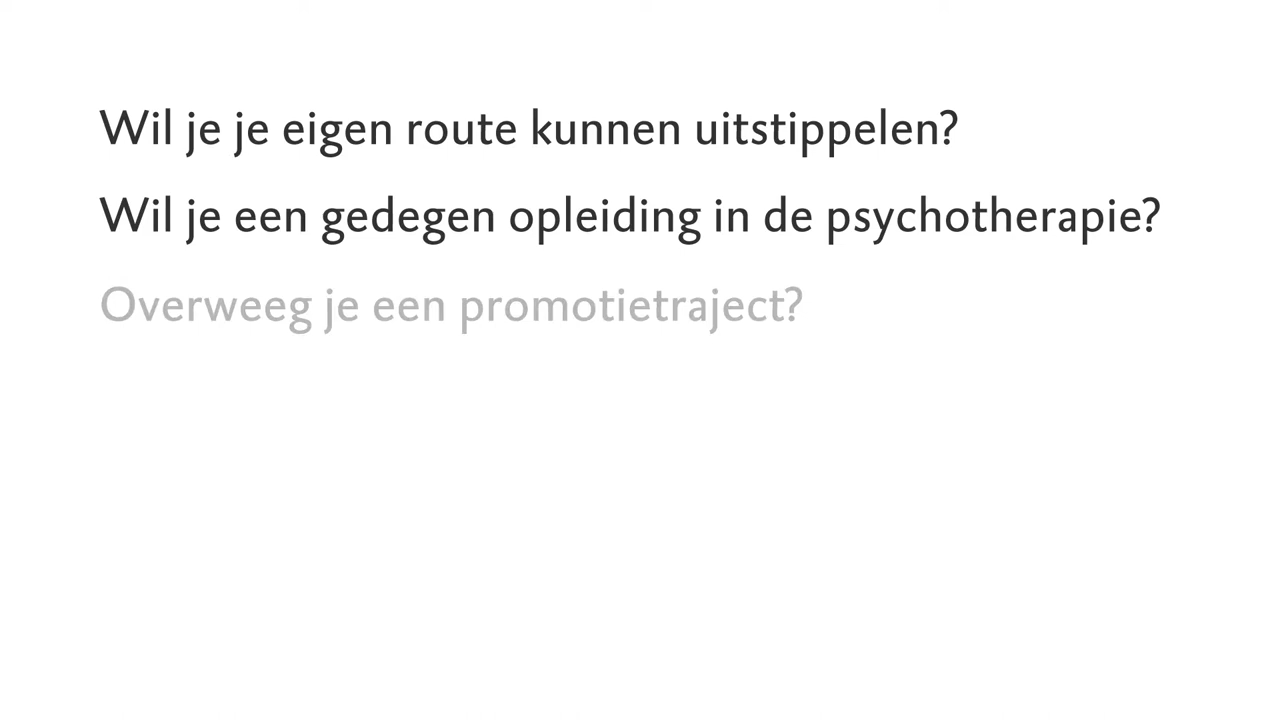 Wil je je eigen route kunnen uitstippelen?
Wil je een gedegen opleiding in de psychotherapie?
Overweeg je een promotietraject?